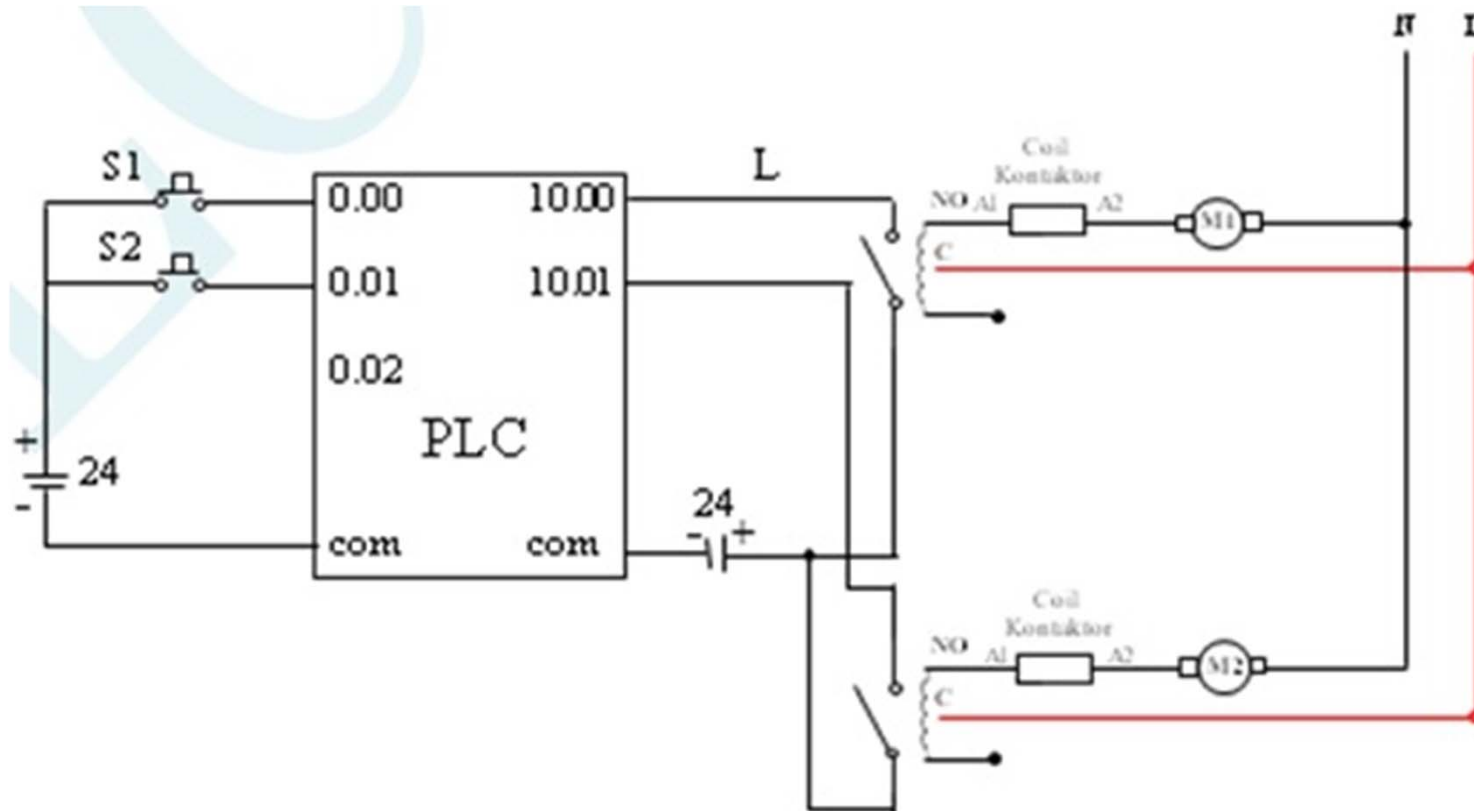 N
S1
0.00
10.00
L
Coil
Kontaktor
NO
A1
A2
M1
C
S2
0.01
10.01
0.02
PLC
+
24
-
com
com
24
- +
Coil
Kontaktor
NO
A1
A2
M2
C